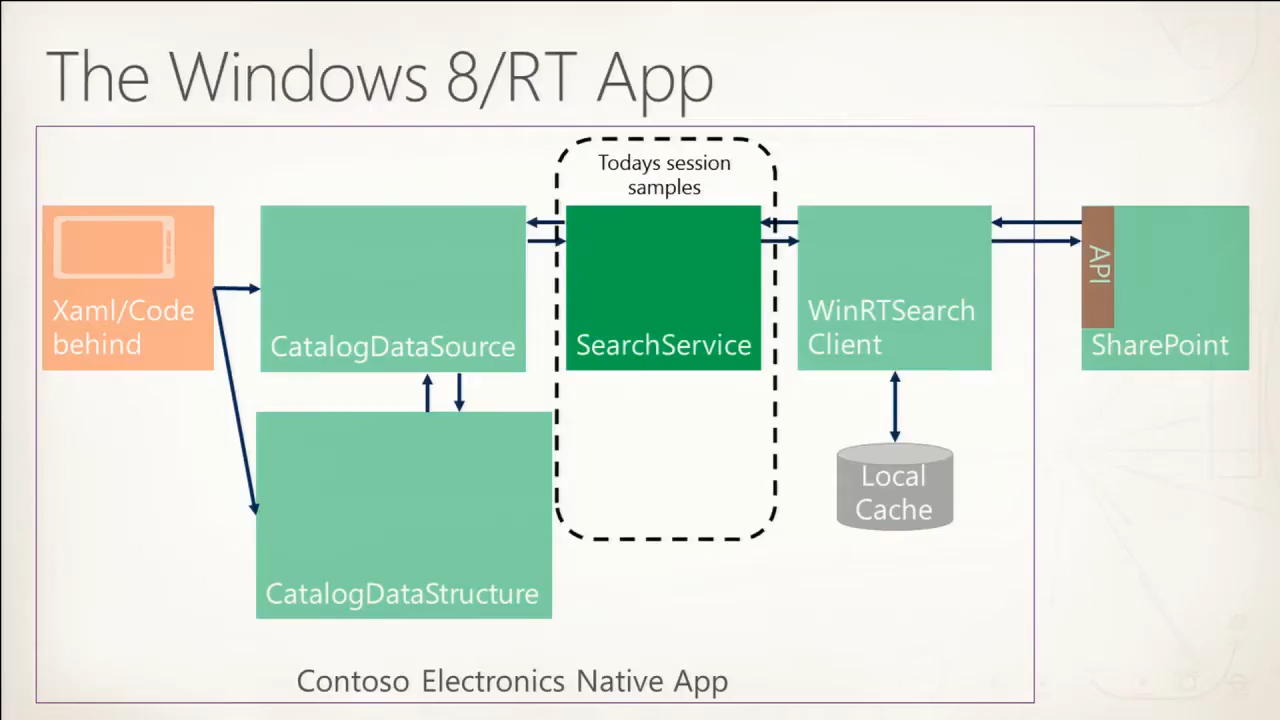 The Windows 8/RT App
Todays session
samples
Xaml/Code
behind
CatalogDataSource
SearchService
WinRTSearch
Client
API
SharePoint
Local
Cache
CatalogDataStructure
Contoso Electronics Native App